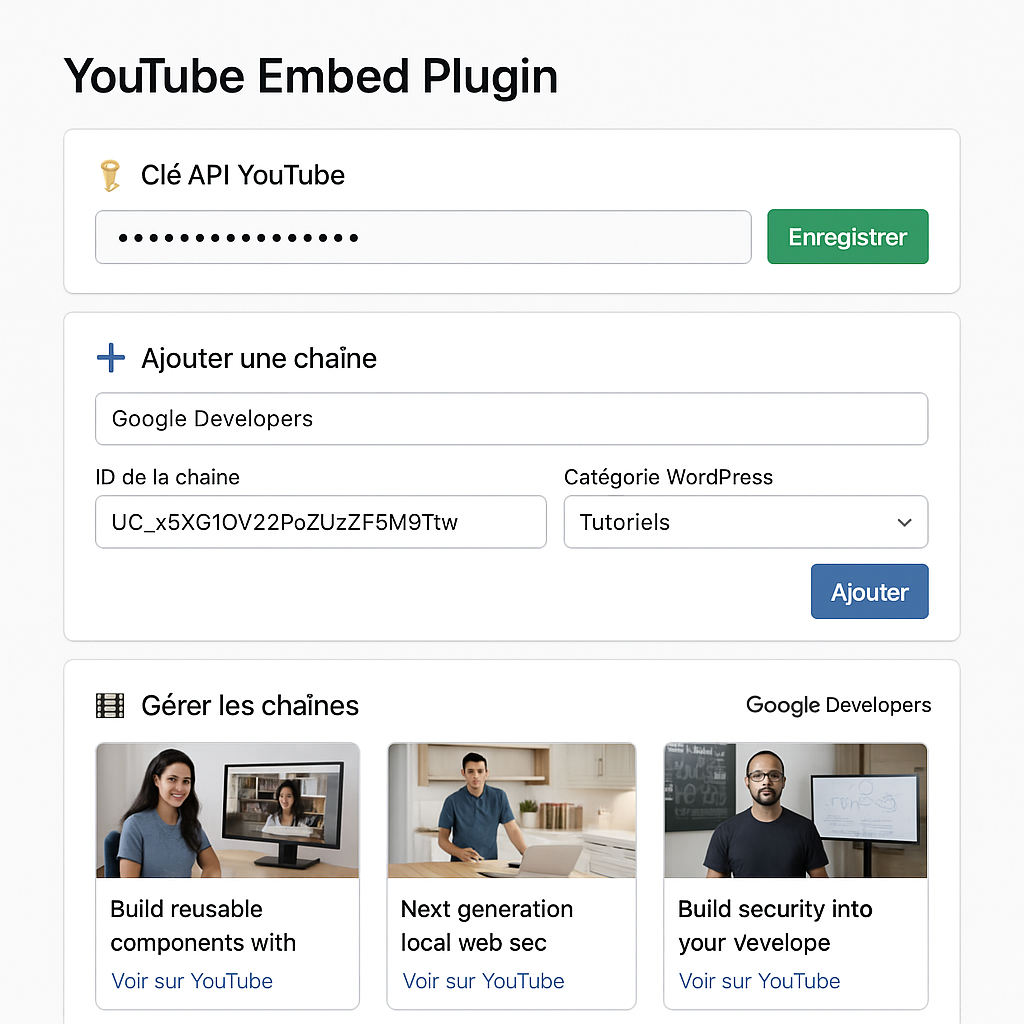 YouTube Embed Plugin
Clé API YouTube
••••••••••••••••
Enregistrer
Ajouter une chaîne
Google Developers
ID de la chaine
Catégorie WordPress
UC_x5XG1OV22PoZUzZF5M9Ttw
Tutoriels
Ajouter
Gérer les chaînes
Google Developers
Build reusable
components with
Voir sur YouTube
Next generation
local web sec
Voir sur YouTube
Build security into
your Vevelope
Voir sur YouTube